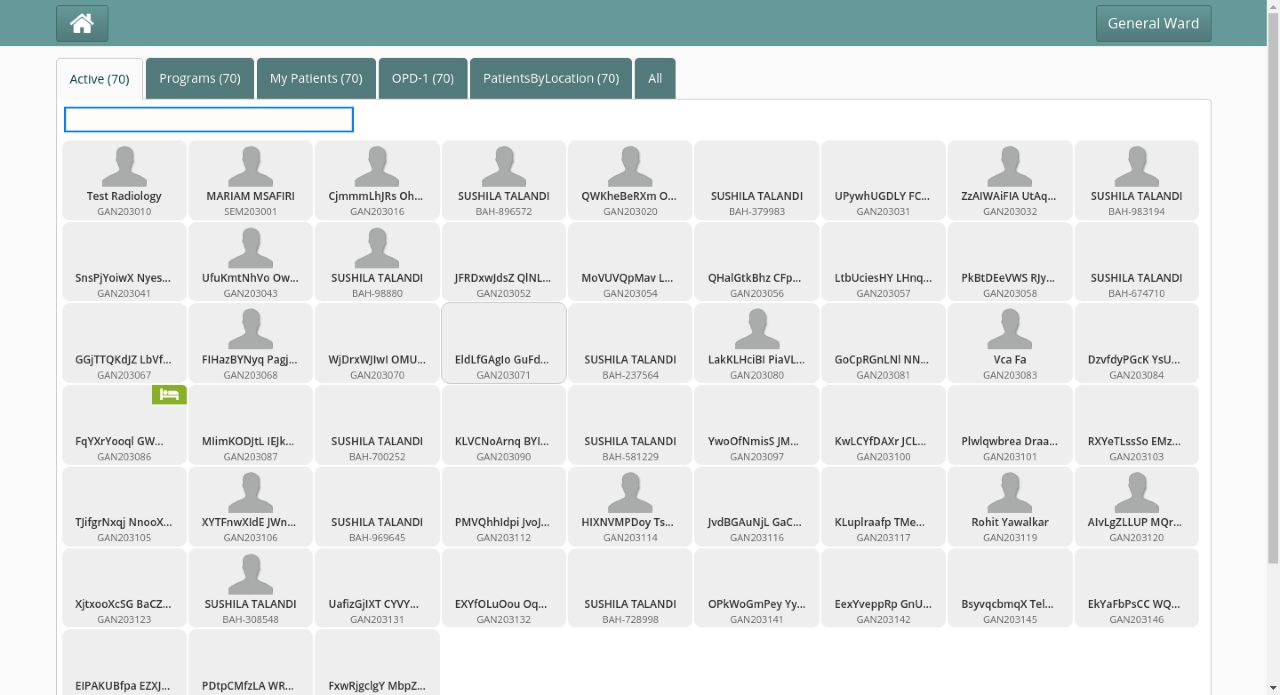 General Ward
Active (70)
Programs (70)
My Patients (70)
OPD-1 (70)
PatientsByLocation (70)
All
Test Radiology
GAN203010
MARIAM MSAFIRI
SEM203001
CjmmmLhJRs Oh...
GAN203016
SUSHILA TALANDI
BAH-896572
QWKheBeRXm O...
GAN203020
SUSHILA TALANDI
BAH-379983
UPywhUGDLY FC...
GAN203031
ZzAIWAiFIA UtAq...
GAN203032
SUSHILA TALANDI
BAH-983194
SnsPjYoiwX Nyes...
GAN203041
UfuKmtNhVo Ow...
GAN203043
SUSHILA TALANDI
BAH-98880
JFRDxwJdsZ QlNL...
GAN203052
MoVUVQpMav L...
GAN203054
QHalGtkBhz CFp...
GAN203056
LtbUciesHY LHnq...
GAN203057
PkBtDEeVWS RJy...
GAN203058
SUSHILA TALANDI
BAH-674710
GGjTTQKdJZ LbVf...
GAN203067
FIHazBYNyq Pagj...
GAN203068
WjDrxWJIwI OMU...
GAN203070
EldLfGAgIo GuFd...
GAN203071
SUSHILA TALANDI
BAH-237564
LakKLHciBI PiaVL...
GAN203080
GoCpRGnLNl NN...
GAN203081
Vca Fa
GAN203083
DzvfdyPGcK YsU...
GAN203084
FqYXrYooql GW...
GAN203086
MIimKODJtL IEJk...
GAN203087
SUSHILA TALANDI
BAH-700252
KLVCNoArnq BYI...
GAN203090
SUSHILA TALANDI
BAH-581229
YwoOfNmisS JM...
GAN203097
KwLCYfDAXr JCL...
GAN203100
Plwlqwbrea Draa...
GAN203101
RXYeTLssSo EMz...
GAN203103
TJifgrNxqj NnooX...
GAN203105
XYTFnwXIdE JWn...
GAN203106
SUSHILA TALANDI
BAH-969645
PMVQhhIdpi JvoJ...
GAN203112
HIXNVMPDoy Ts...
GAN203114
JvdBGAuNjL GaC...
GAN203116
KLuplraafp TMe...
GAN203117
Rohit Yawalkar
GAN203119
AIvLgZLLUP MQr...
GAN203120
XjtxooXcSG BaCZ...
GAN203123
SUSHILA TALANDI
BAH-308548
UafizGjIXT CYVY...
GAN203131
EXYfOLuOou Oq...
GAN203132
SUSHILA TALANDI
BAH-728998
OPkWoGmPey Yy...
GAN203141
EexYveppRp GnU...
GAN203142
BsyvqcbmqX Tel...
GAN203145
EkYaFbPsCC WQ...
GAN203146
EIPAKUBfpa EZXJ...
PDtpCMfzLA WR...
FxwRjgclgY MbpZ...